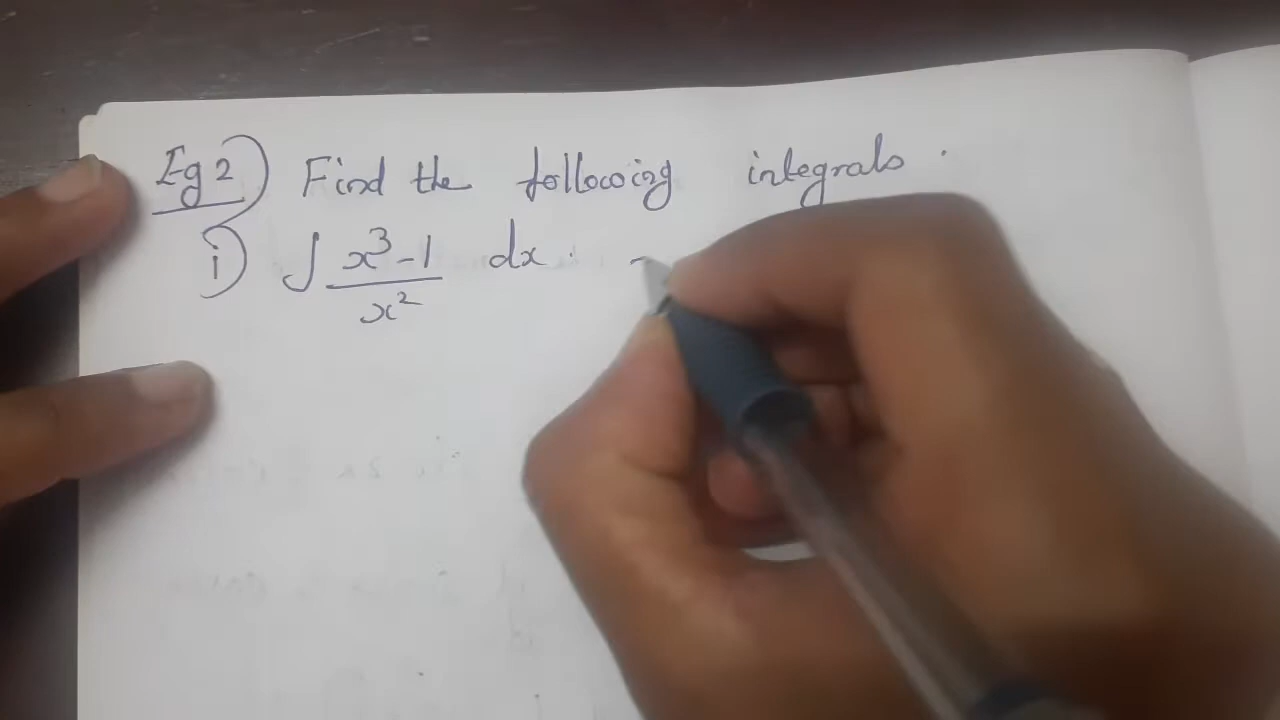 Eg 2) Find the following integrals.
i) ∫ x³-1 / x² dx.